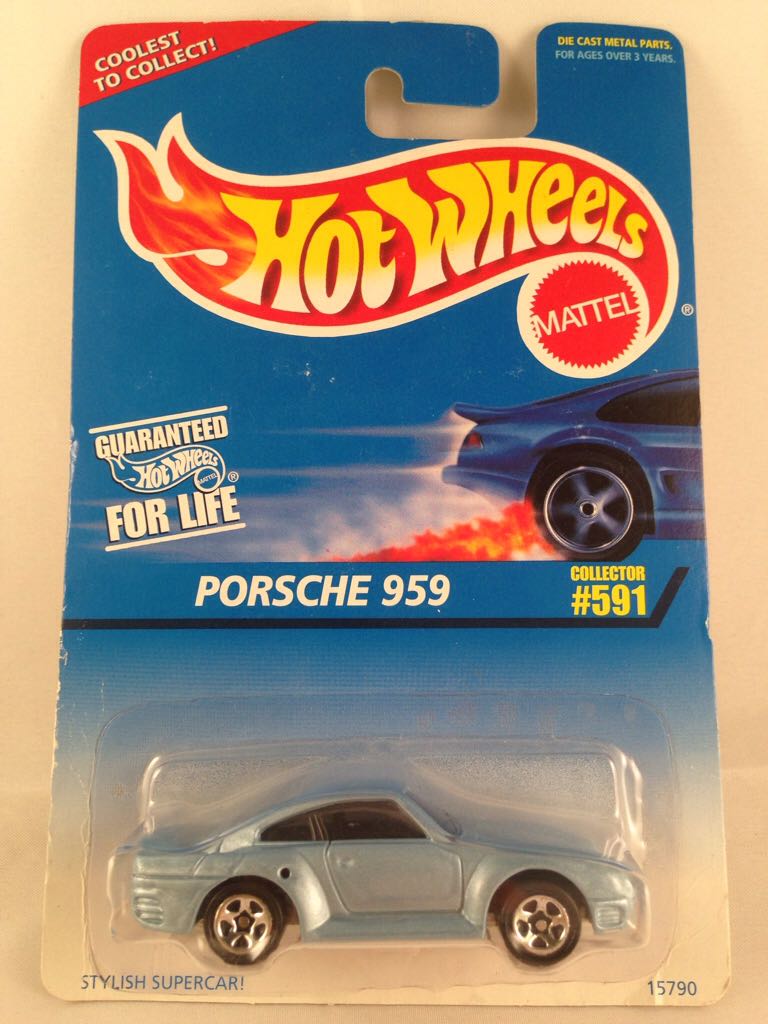 COOLEST
TO COLLECT!
DIE CAST METAL PARTS.
FOR AGES OVER 3 YEARS.
HOT WHEELS
MATTEL
®
GUARANTEED
HOT WHEELS
MATTEL
®
FOR LIFE
PORSCHE 959
COLLECTOR
#591
STYLISH SUPERCAR!
15790